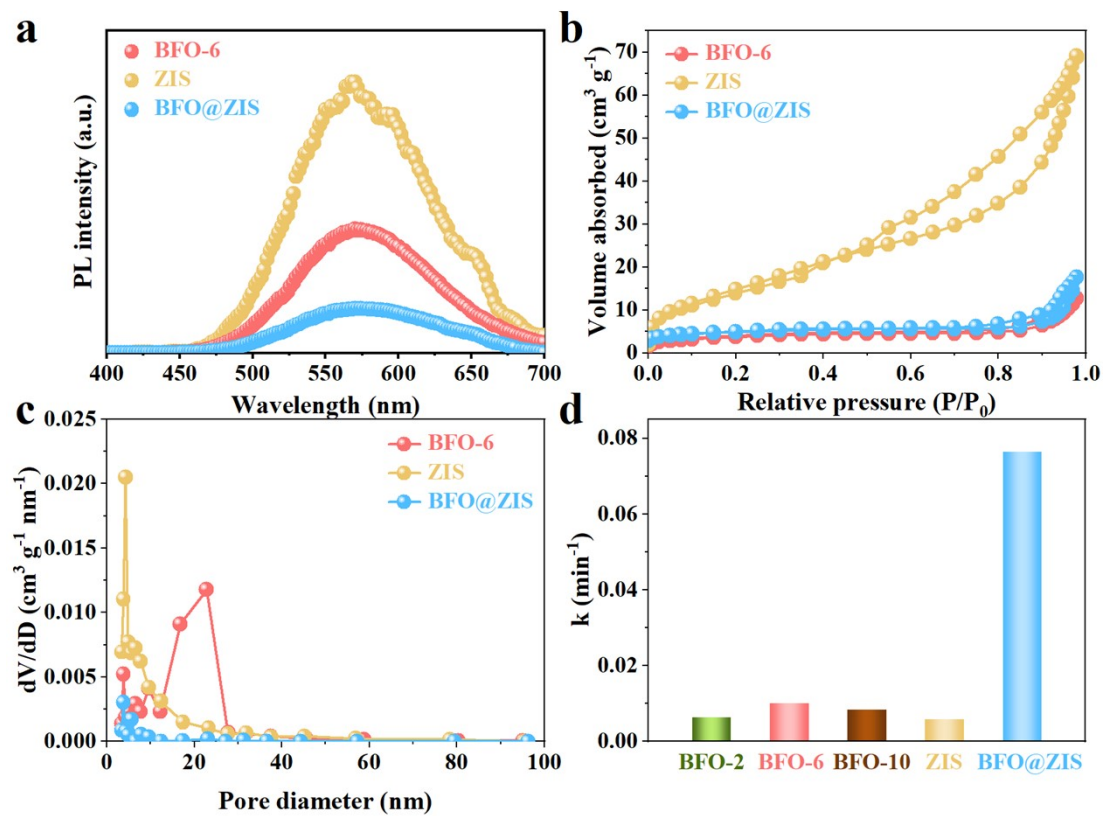 a
BFO-6
ZIS
BFO@ZIS
PL intensity (a.u.)
400 450 500 550 600 650 700
Wavelength (nm)
b
BFO-6
ZIS
BFO@ZIS
Volume absorbed (cm³ g⁻¹)
70
60
50
40
30
20
10
0
0.0 0.2 0.4 0.6 0.8 1.0
Relative pressure (P/P₀)
c
BFO-6
ZIS
BFO@ZIS
dV/dD (cm³ g⁻¹ nm⁻¹)
0.025
0.020
0.015
0.010
0.005
0.000
0 20 40 60 80 100
Pore diameter (nm)
d
k (min⁻¹)
0.08
0.06
0.04
0.02
0.00
BFO-2 BFO-6 BFO-10 ZIS BFO@ZIS